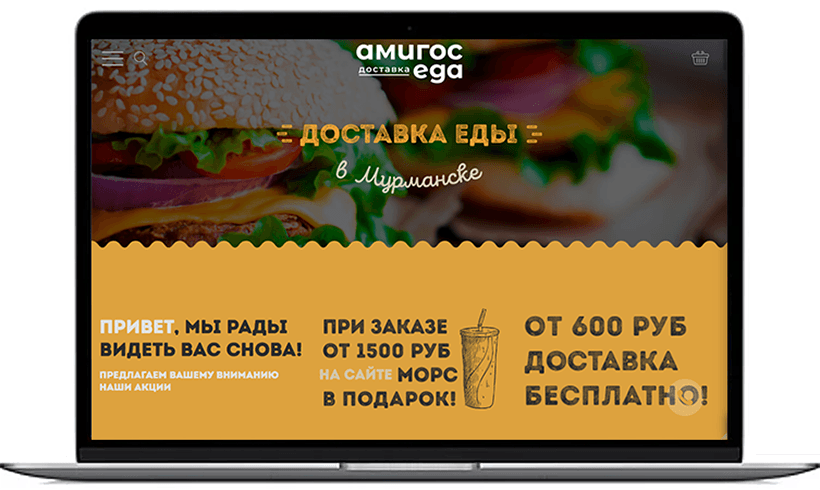 амигос
доставка еда
ДОСТАВКА ЕДЫ
в Мурманске
ПРИВЕТ, МЫ РАДЫ
ВИДЕТЬ ВАС СНОВА!
ПРЕДЛАГАЕМ ВАШЕМУ ВНИМАНИЮ
НАШИ АКЦИИ
ПРИ ЗАКАЗЕ
ОТ 1500 РУБ
НА САЙТЕ МОРС
В ПОДАРОК!
ОТ 600 РУБ
ДОСТАВКА
БЕСПЛАТНО!